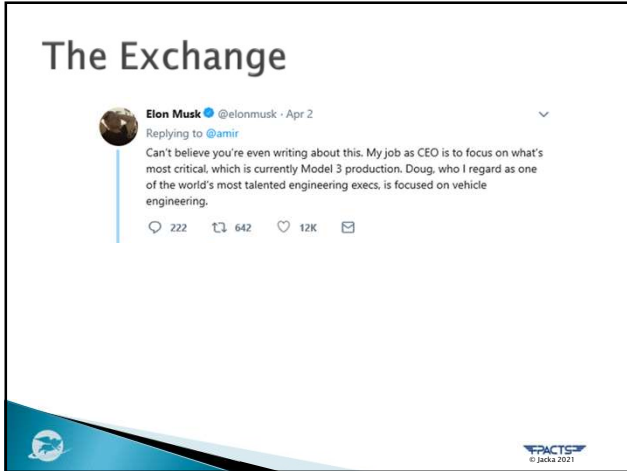 The Exchange
Elon Musk @elonmusk · Apr 2
Replying to @amir
Can't believe you're even writing about this. My job as CEO is to focus on what's
most critical, which is currently Model 3 production. Doug, who I regard as one
of the world's most talented engineering execs, is focused on vehicle
engineering.
222 642 12K
FPACTS
© Jacka 2021